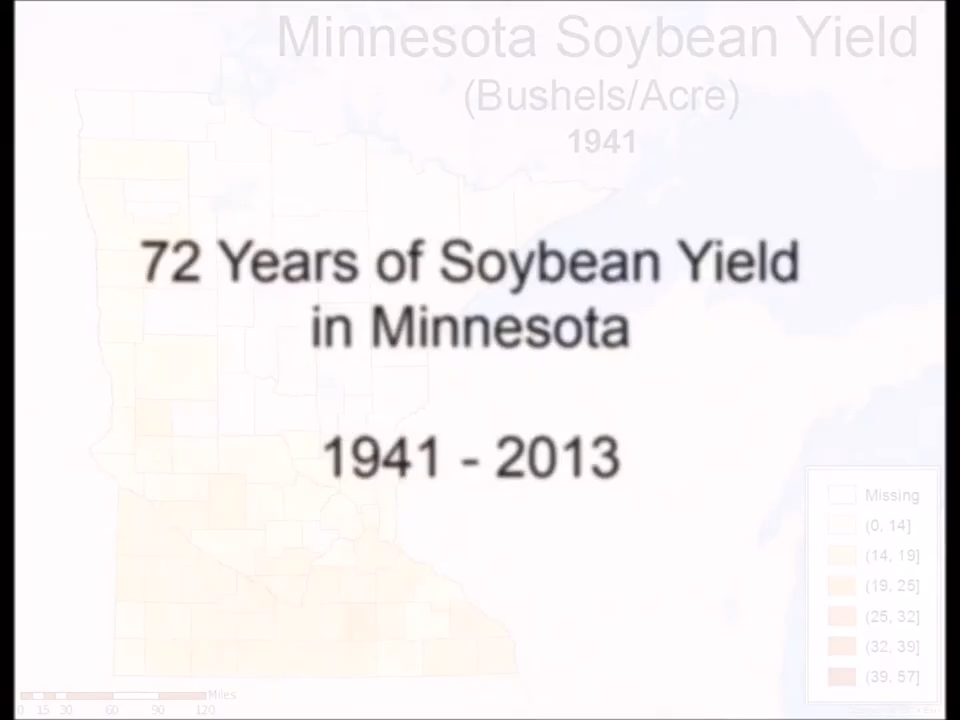 Minnesota Soybean Yield
(Bushels/Acre)
1941
72 Years of Soybean Yield
in Minnesota
1941 - 2013
Missing
(0, 14]
(14, 19]
(19, 25]
(25, 32]
(32, 39]
(39, 57]
Miles
0 15 30 60 90 120